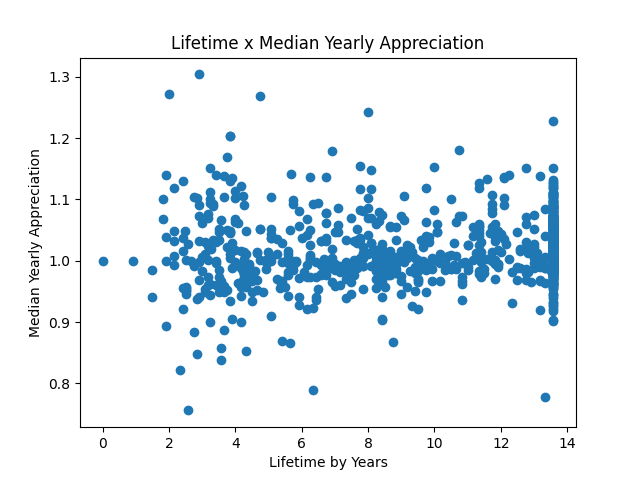 Lifetime x Median Yearly Appreciation
1.3
1.2
1.1
1.0
0.9
0.8
Median Yearly Appreciation
0 2 4 6 8 10 12 14
Lifetime by Years